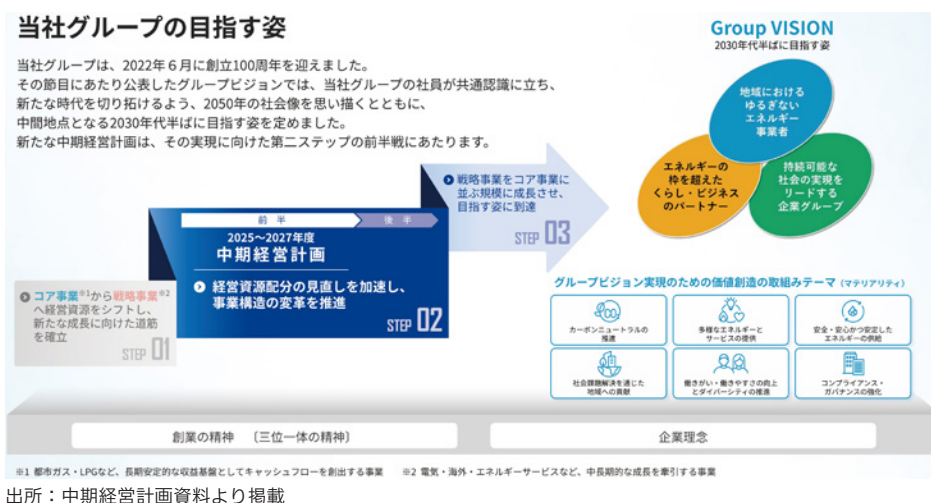 当社グループの目指す姿
当社グループは、2022年6月に創立100周年を迎えました。
その節目にあたり公表したグループビジョンでは、当社グループの社員が共通認識に立ち、
新たな時代を切り拓けるよう、2050年の社会像を思い描くとともに、
中間地点となる2030年代半ばに目指す姿を定めました。
新たな中期経営計画は、その実現に向けた第二ステップの前半戦にあたります。
Group VISION
2030年代半ばに目指す姿
地域における
ゆるぎない
エネルギー
事業者
エネルギーの
枠を超えた
くらし・ビジネス
のパートナー
持続可能な
社会の実現を
リードする
企業グループ
コア事業※1から戦略事業※2
へ経営資源をシフトし、
新たな成長に向けた道筋
を確立
STEP 01
前 半
後 半
2025～2027年度
中期経営計画
経営資源配分の見直しを加速し、
事業構造の変革を推進
STEP 02
戦略事業をコア事業に
並ぶ規模に成長させ、
目指す姿に到達
STEP 03
グループビジョン実現のための価値創造の取組みテーマ（マテリアリティ）
カーボンニュートラルの
推進
多様なエネルギーと
サービスの提供
安全・安心かつ安定した
エネルギーの供給
社会課題解決を通じた
地域への貢献
働きがい・働きやすさの向上
とダイバーシティの推進
コンプライアンス・
ガバナンスの強化
創業の精神 〔三位一体の精神〕
企業理念
※1 都市ガス・LPGなど、長期安定的な収益基盤としてキャッシュフローを創出する事業 ※2 電気・海外・エネルギーサービスなど、中長期的な成長を牽引する事業
出所：中期経営計画資料より掲載